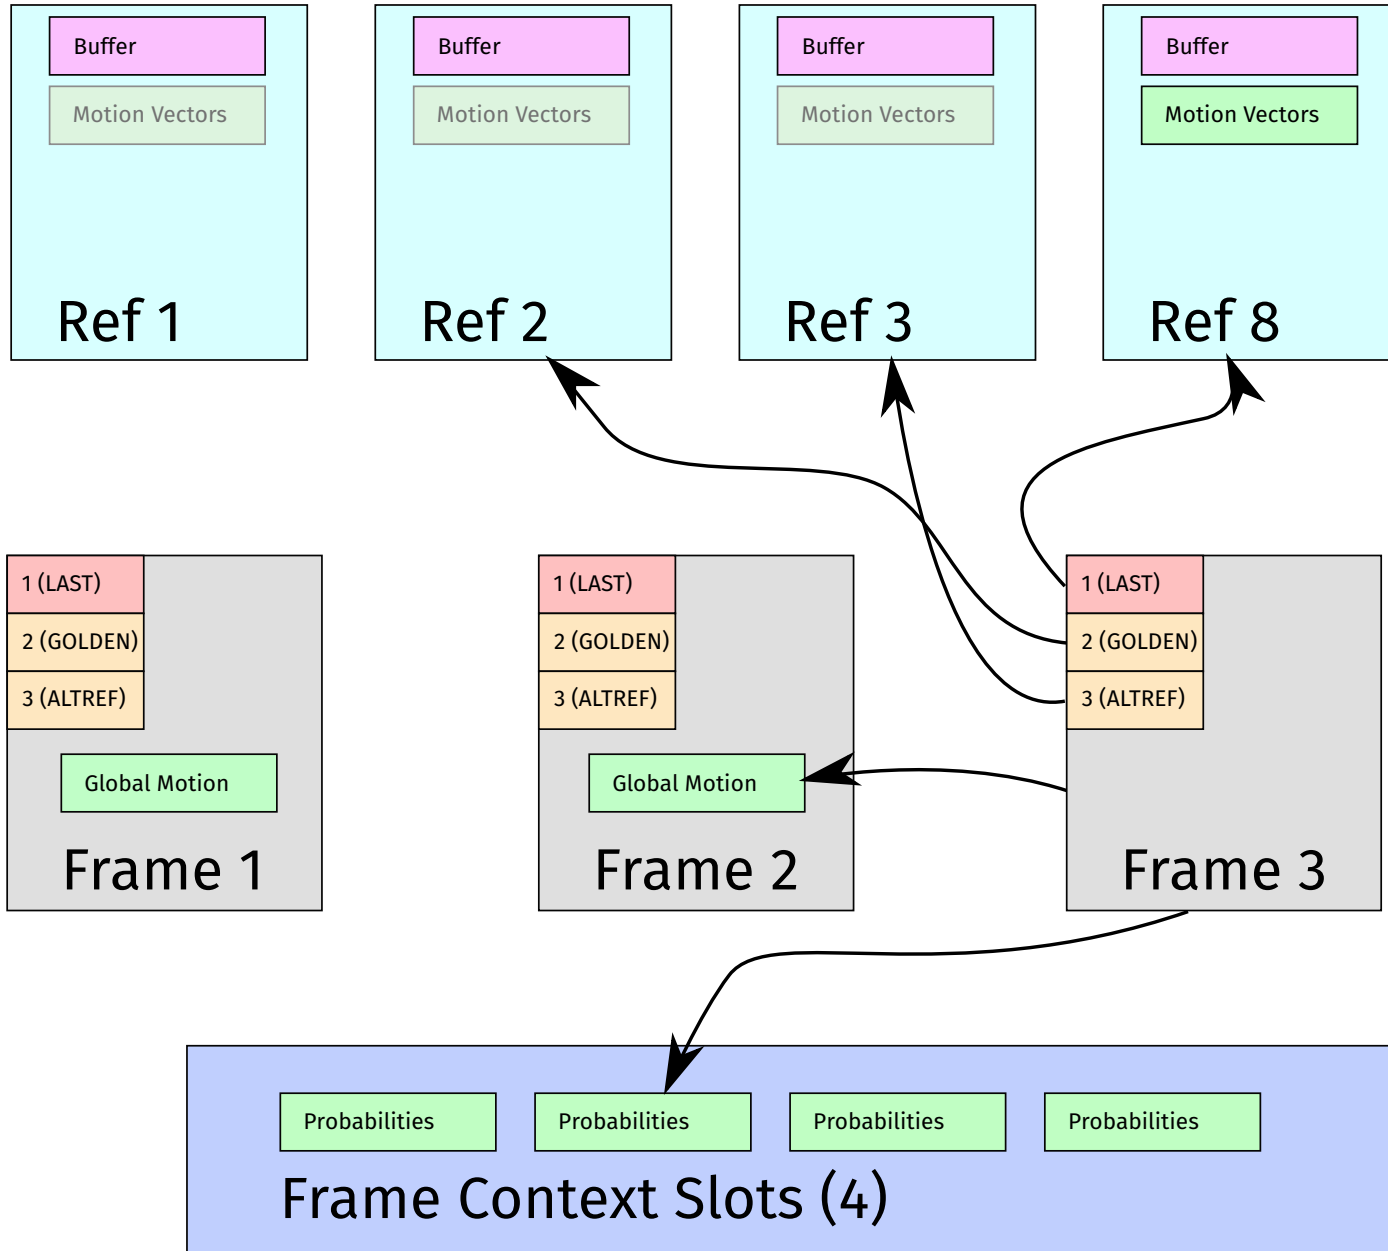 Buffer
Motion Vectors
Ref 1
Buffer
Motion Vectors
Ref 2
Buffer
Motion Vectors
Ref 3
Buffer
Motion Vectors
Ref 8
1 (LAST)
2 (GOLDEN)
3 (ALTREF)
Global Motion
Frame 1
1 (LAST)
2 (GOLDEN)
3 (ALTREF)
Global Motion
Frame 2
1 (LAST)
2 (GOLDEN)
3 (ALTREF)
Frame 3
Probabilities
Probabilities
Probabilities
Probabilities
Frame Context Slots (4)